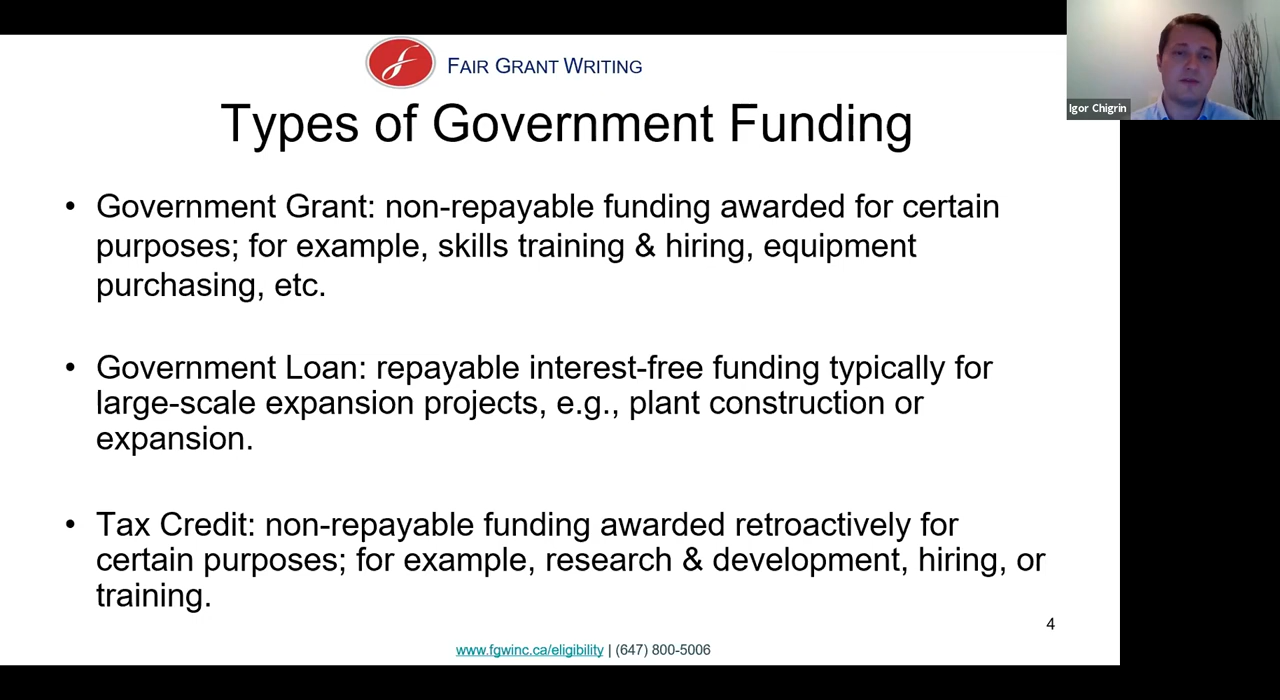 FAIR GRANT WRITING
Types of Government Funding
• Government Grant: non-repayable funding awarded for certain
purposes; for example, skills training & hiring, equipment
purchasing, etc.
• Government Loan: repayable interest-free funding typically for
large-scale expansion projects, e.g., plant construction or
expansion.
• Tax Credit: non-repayable funding awarded retroactively for
certain purposes; for example, research & development, hiring, or
training.
4
www.fgwinc.ca/eligibility | (647) 800-5006
Igor Chigrin